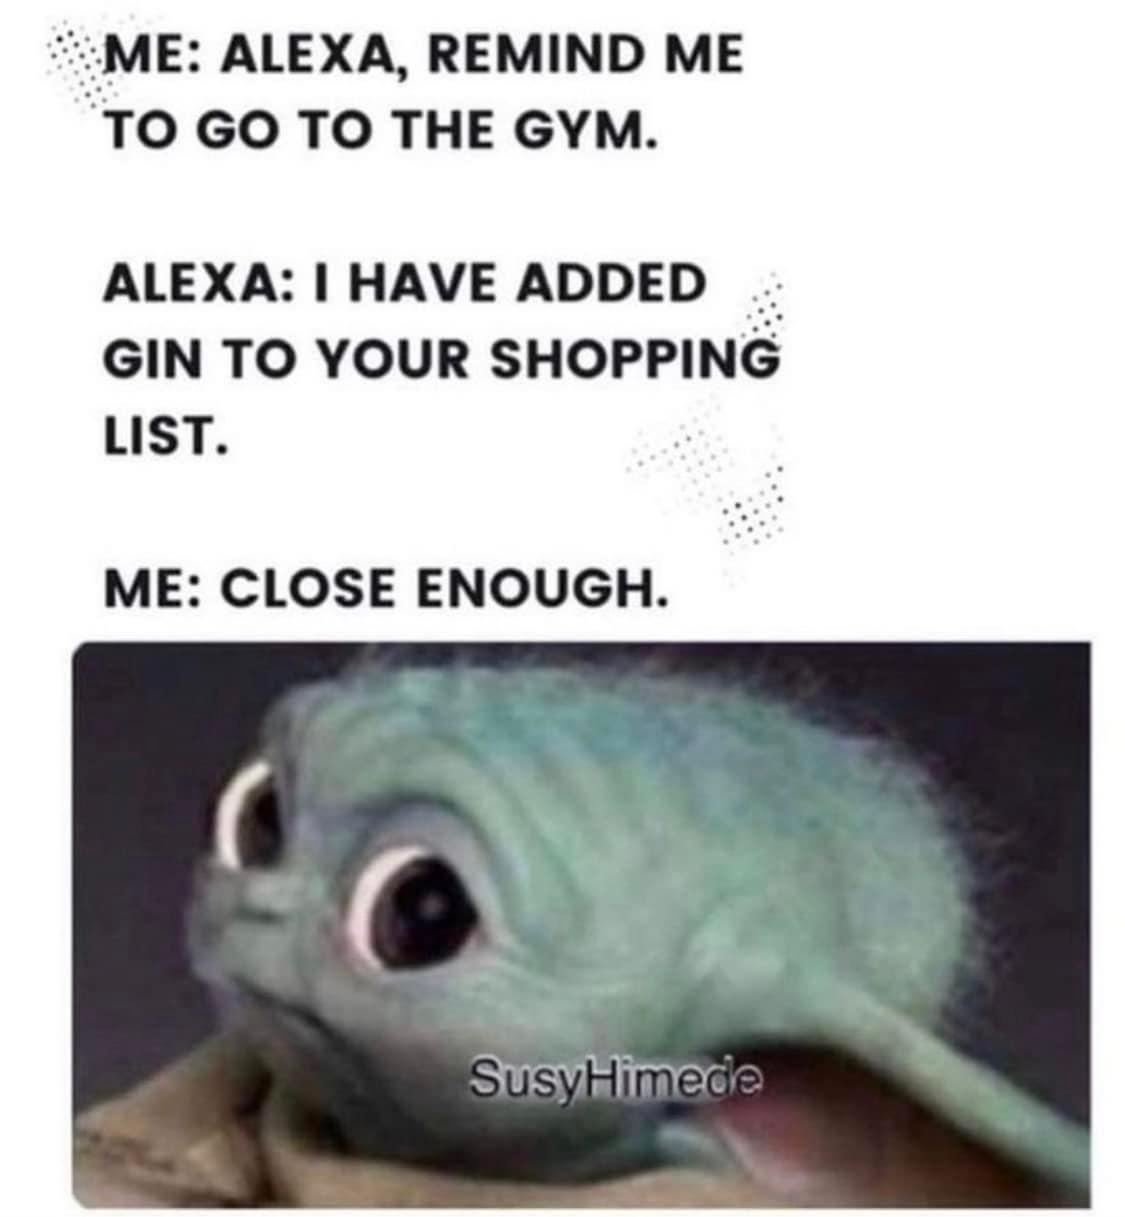 ME: ALEXA, REMIND ME
TO GO TO THE GYM.
ALEXA: I HAVE ADDED
GIN TO YOUR SHOPPING
LIST.
ME: CLOSE ENOUGH.
SusyHimede